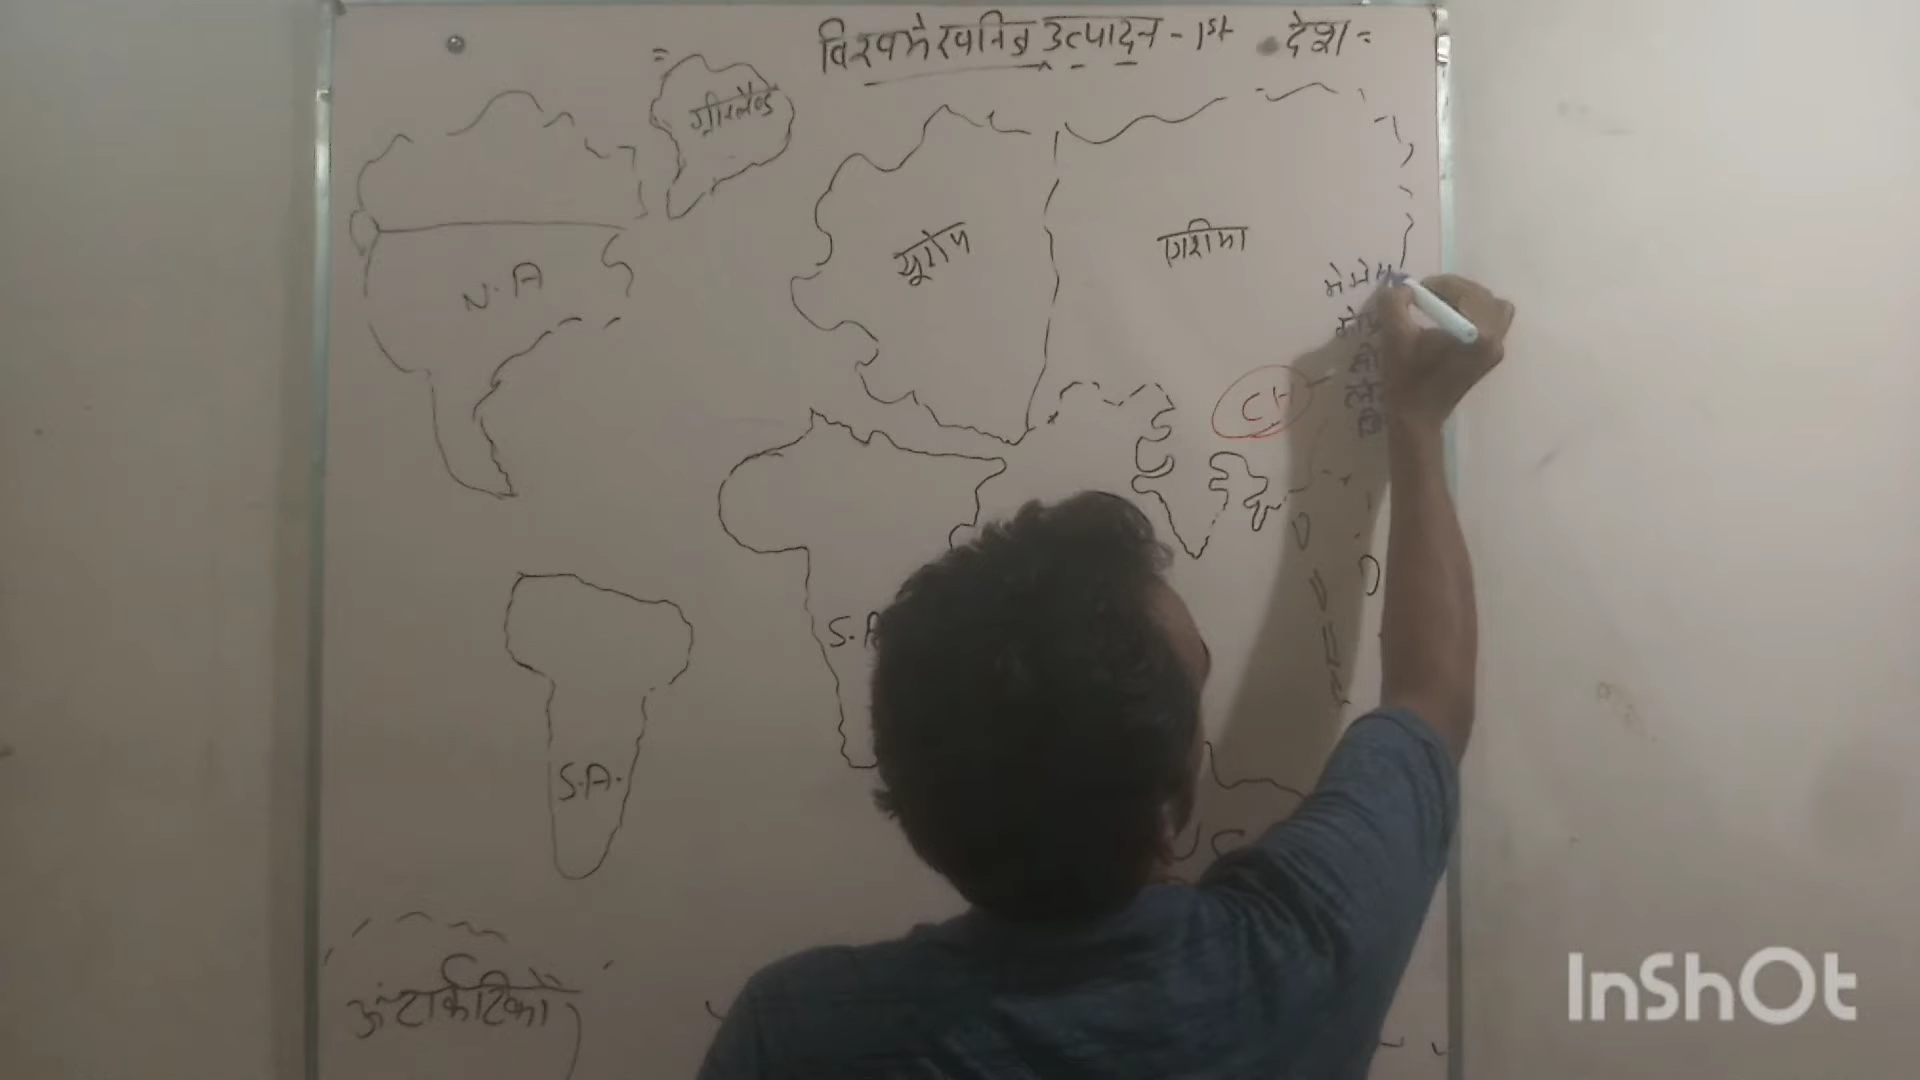 विश्व मे खनिज उत्पादन - 1st देश =
ग्रीनलैण्ड
यूरोप
एशिया
N. A
CH
S. A
S.A.
अंटार्कटिका
InShOt